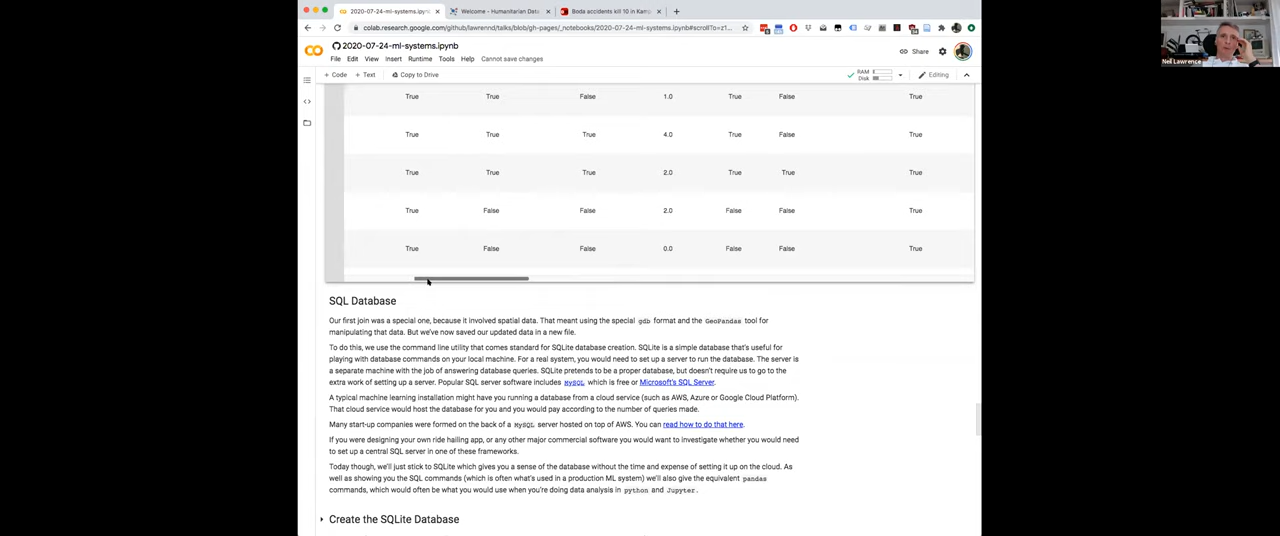 2020-07-24-ml-systems.ipynb
Welcome - Humanitarian Data
Boda accidents kill 10 in Kam
colab.research.google.com/github/lawrennd/talks/blob/gh-pages/_notebooks/2020-07-24-ml-systems.ipynb#scrollTo=z1...
2020-07-24-ml-systems.ipynb
File Edit View Insert Runtime Tools Help Cannot save changes
Share
+ Code + Text Copy to Drive
RAM
Disk
Editing
True True False 1.0 True False True
True True True 4.0 True False True
True True True 2.0 True True True
True False False 2.0 False False True
True False False 0.0 False False True
SQL Database
Our first join was a special one, because it involved spatial data. That meant using the special gdb format and the GeoPandas tool for
manipulating that data. But we've now saved our updated data in a new file.
To do this, we use the command line utility that comes standard for SQLite database creation. SQLite is a simple database that's useful for
playing with database commands on your local machine. For a real system, you would need to set up a server to run the database. The server is
a separate machine with the job of answering database queries. SQLite pretends to be a proper database, but doesn't require us to go to the
extra work of setting up a server. Popular SQL server software includes MySQL which is free or Microsoft's SQL Server.
A typical machine learning installation might have you running a database from a cloud service (such as AWS, Azure or Google Cloud Platform).
That cloud service would host the database for you and you would pay according to the number of queries made.
Many start-up companies were formed on the back of a MySQL server hosted on top of AWS. You can read how to do that here.
If you were designing your own ride hailing app, or any other major commercial software you would want to investigate whether you would need
to set up a central SQL server in one of these frameworks.
Today though, we'll just stick to SQLite which gives you a sense of the database without the time and expense of setting it up on the cloud. As
well as showing you the SQL commands (which is often what's used in a production ML system) we'll also give the equivalent pandas
commands, which would often be what you would use when you're doing data analysis in python and Jupyter.
Create the SQLite Database
Neil Lawrence